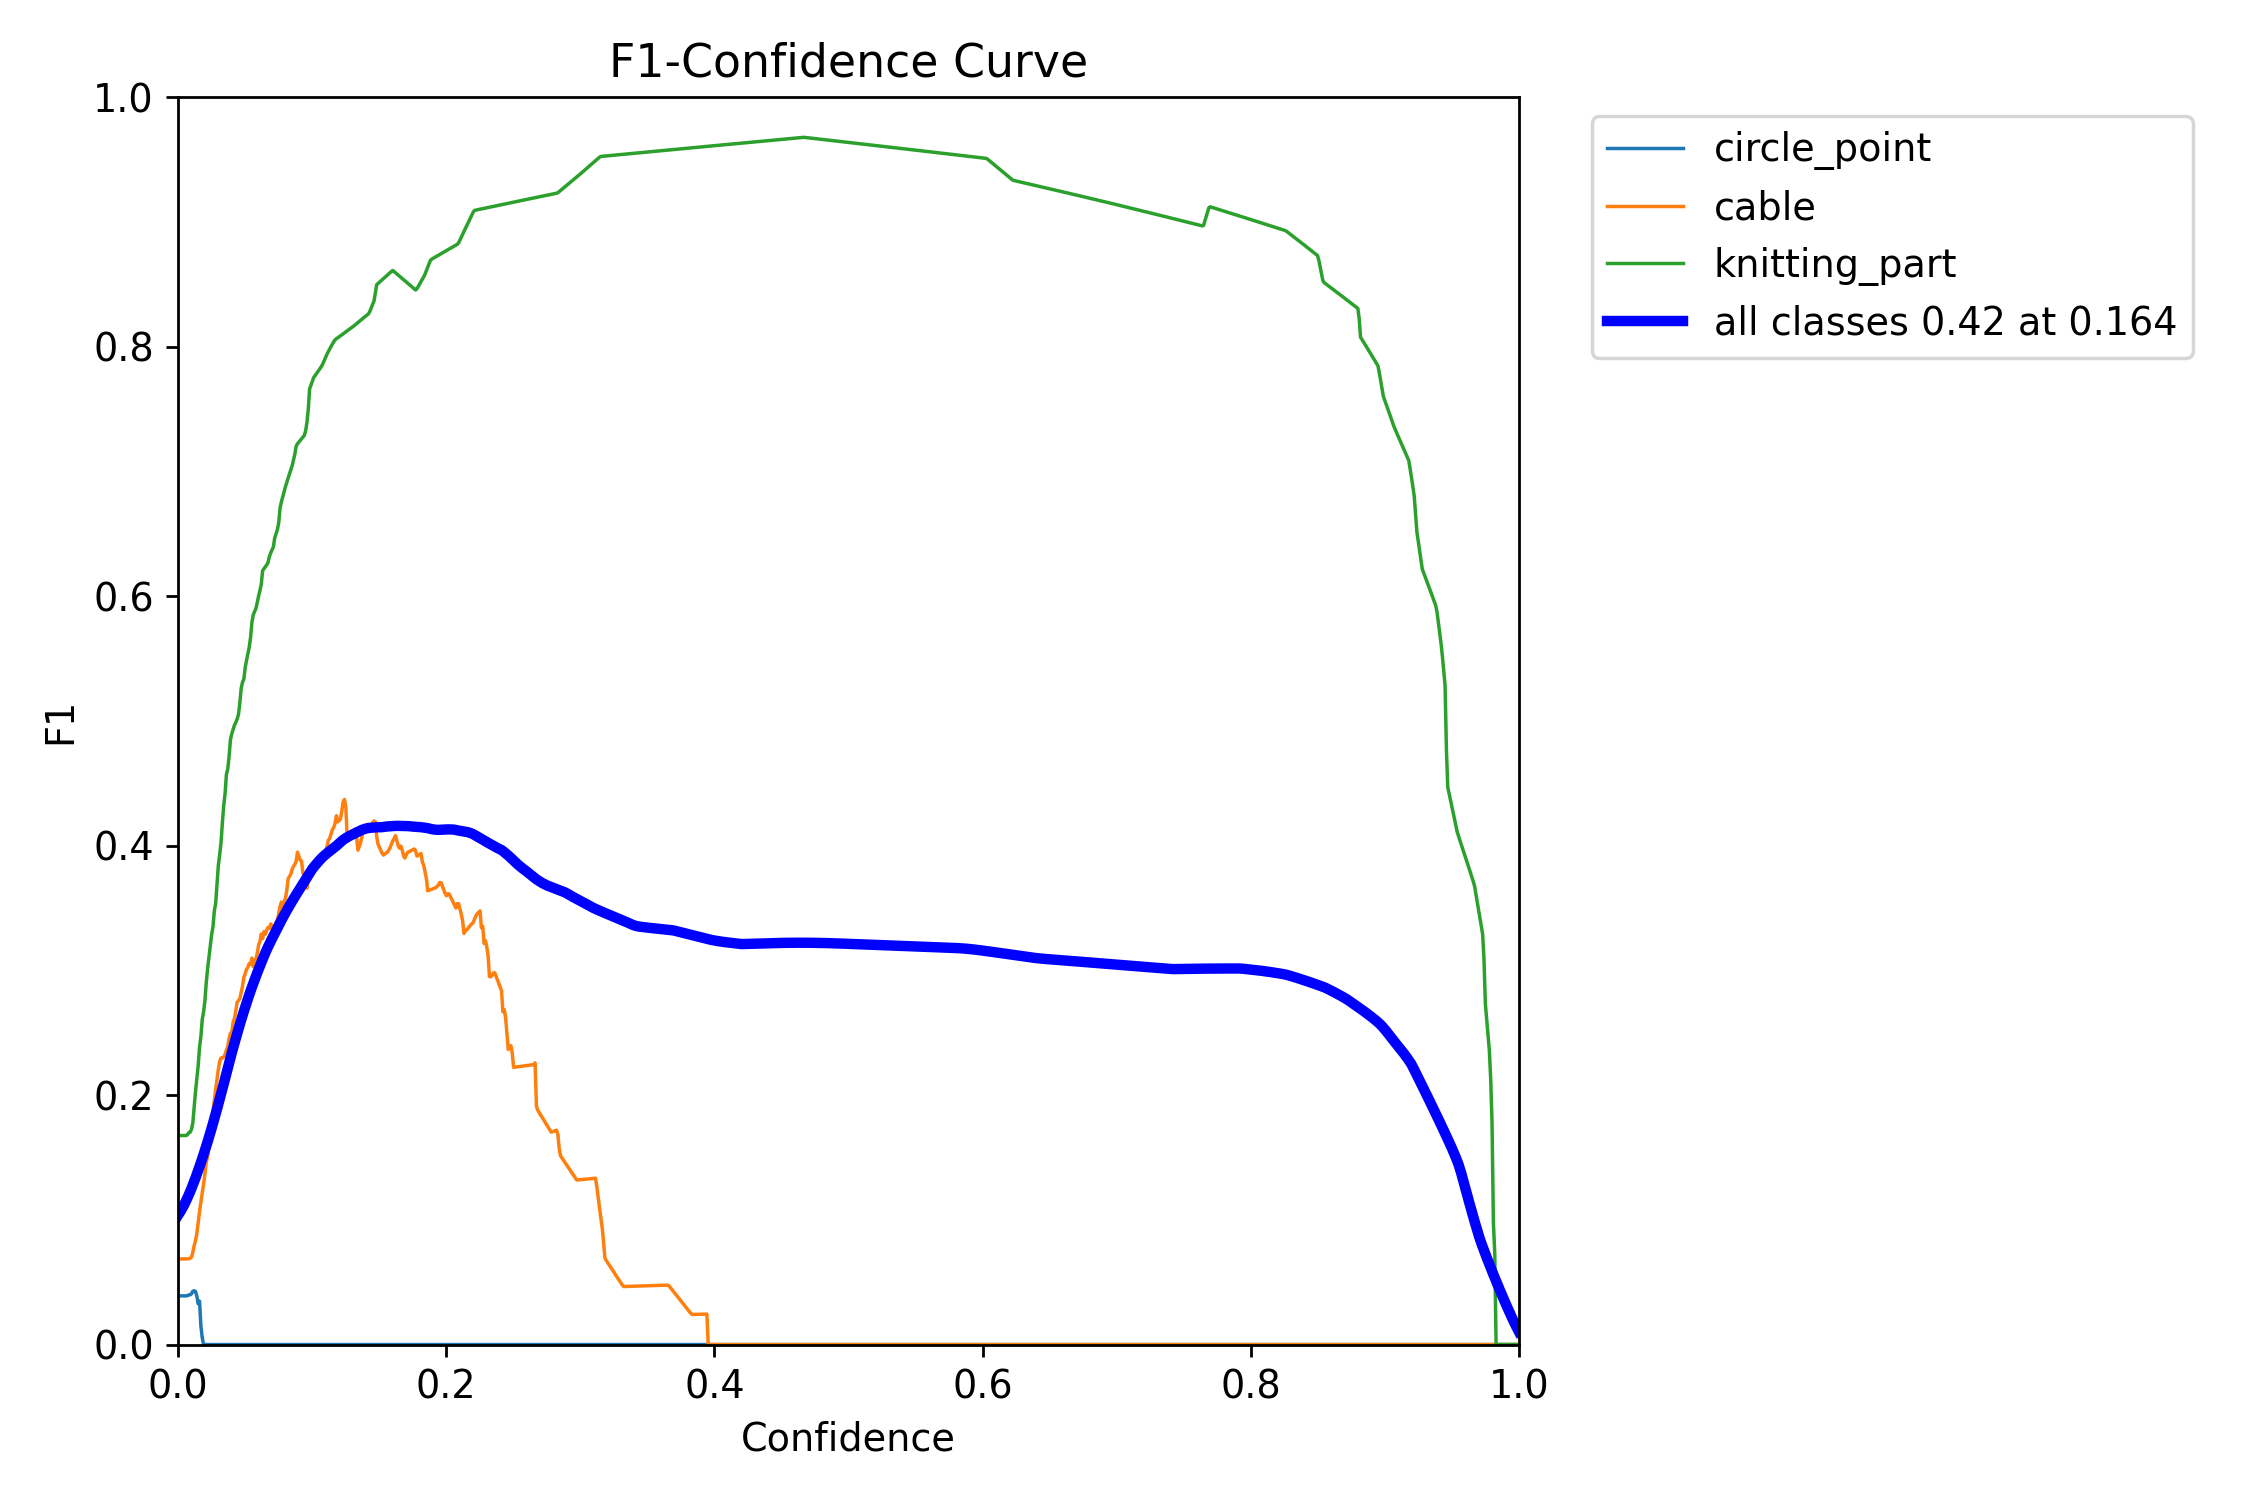 F1-Confidence Curve
1.0
0.8
0.6
0.4
0.2
0.0
F1
0.0 0.2 0.4 0.6 0.8 1.0
Confidence
circle_point
cable
knitting_part
all classes 0.42 at 0.164